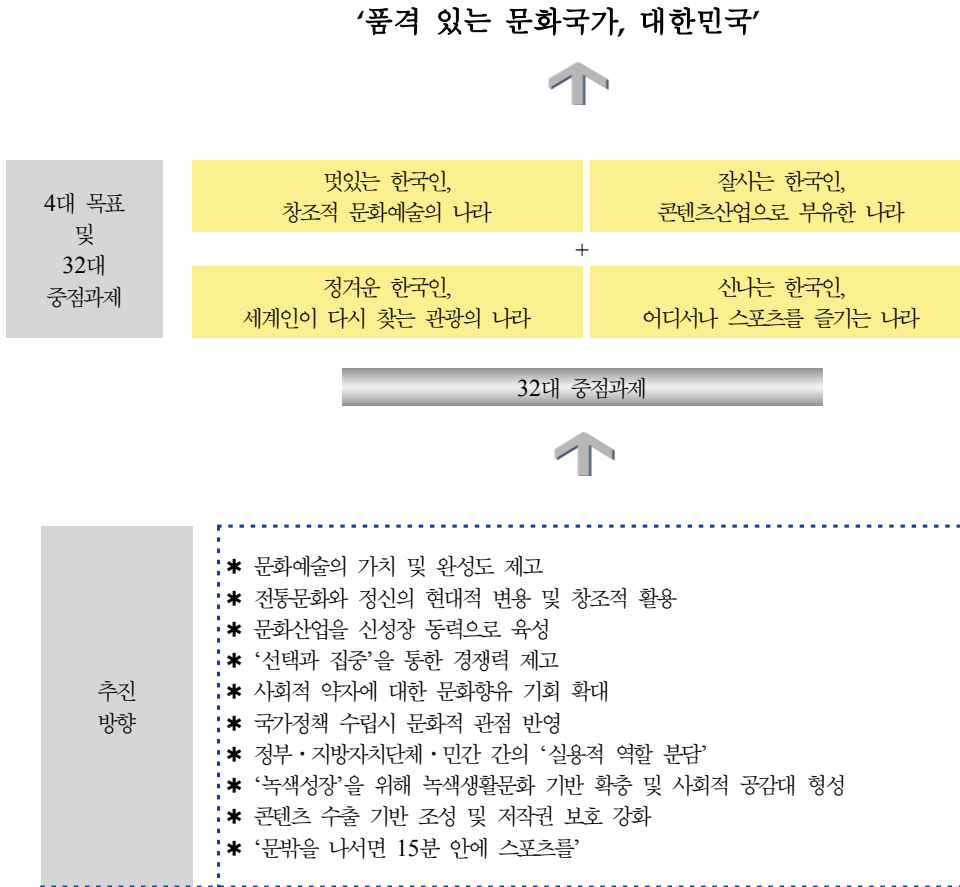 ‘품격 있는 문화국가, 대한민국’
4대 목표
및
32대
중점과제
멋있는 한국인,
창조적 문화예술의 나라
잘사는 한국인,
콘텐츠산업으로 부유한 나라
+
정겨운 한국인,
세계인이 다시 찾는 관광의 나라
신나는 한국인,
어디서나 스포츠를 즐기는 나라
32대 중점과제
추진
방향
✱ 문화예술의 가치 및 완성도 제고
✱ 전통문화와 정신의 현대적 변용 및 창조적 활용
✱ 문화산업을 신성장 동력으로 육성
✱ ‘선택과 집중’을 통한 경쟁력 제고
✱ 사회적 약자에 대한 문화향유 기회 확대
✱ 국가정책 수립시 문화적 관점 반영
✱ 정부・지방자치단체・민간 간의 ‘실용적 역할 분담’
✱ ‘녹색성장’을 위해 녹색생활문화 기반 확충 및 사회적 공감대 형성
✱ 콘텐츠 수출 기반 조성 및 저작권 보호 강화
✱ ‘문밖을 나서면 15분 안에 스포츠를’